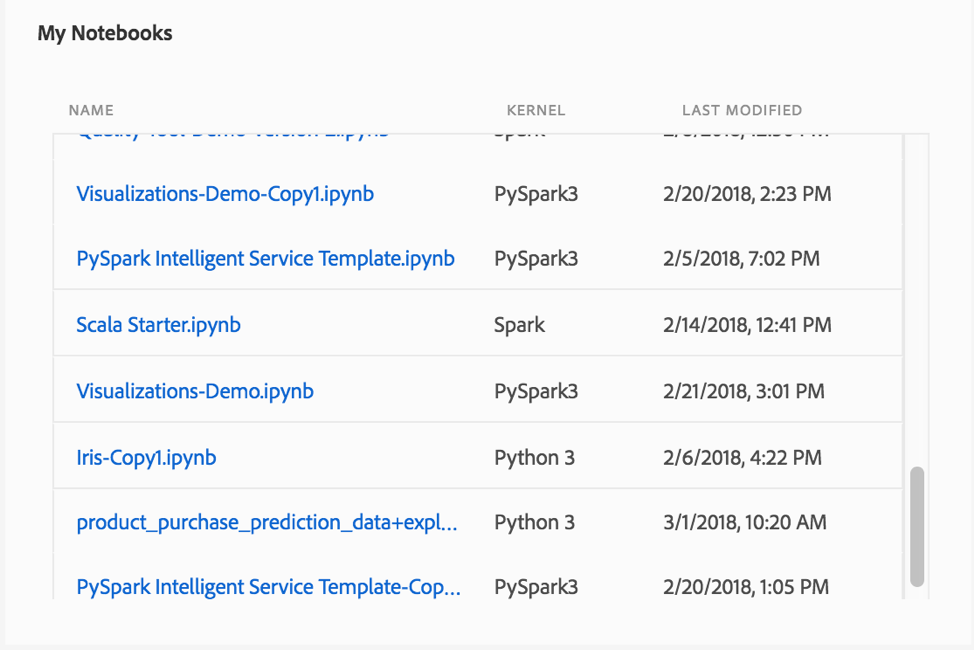 My Notebooks
NAME KERNEL LAST MODIFIED
Visualizations-Demo-Copy1.ipynb PySpark3 2/20/2018, 2:23 PM
PySpark Intelligent Service Template.ipynb PySpark3 2/5/2018, 7:02 PM
Scala Starter.ipynb Spark 2/14/2018, 12:41 PM
Visualizations-Demo.ipynb PySpark3 2/21/2018, 3:01 PM
Iris-Copy1.ipynb Python 3 2/6/2018, 4:22 PM
product_purchase_prediction_data+expl... Python 3 3/1/2018, 10:20 AM
PySpark Intelligent Service Template-Cop... PySpark3 2/20/2018, 1:05 PM